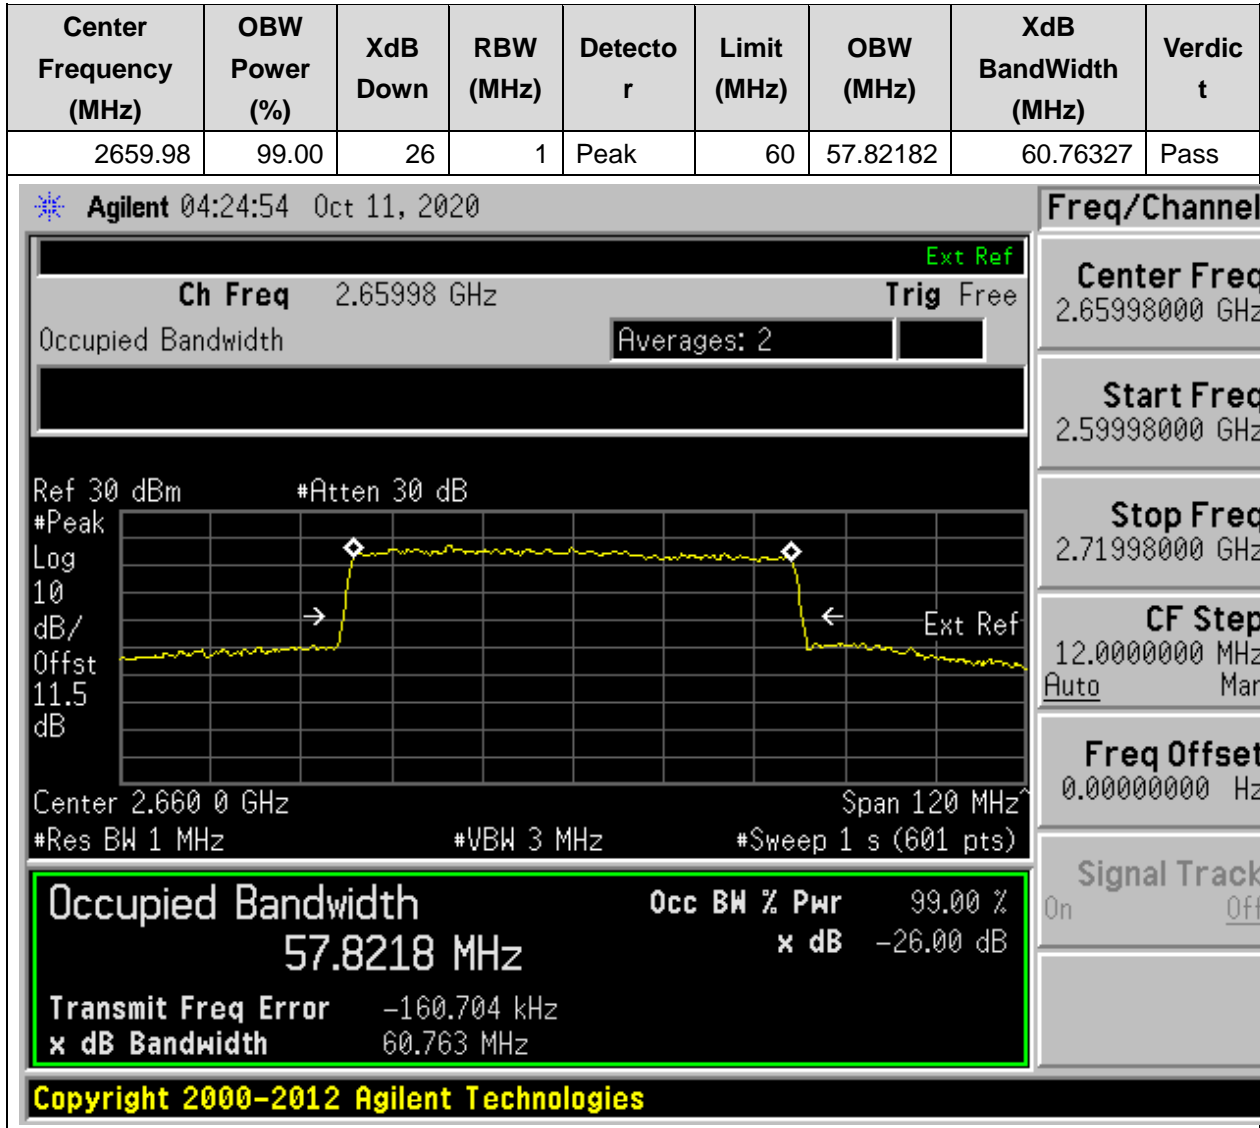 Center Frequency (MHz) | OBW Power (%) | XdB Down | RBW (MHz) | Detector | Limit (MHz) | OBW (MHz) | XdB BandWidth (MHz) | Verdict
2659.98 | 99.00 | 26 | 1 | Peak | 60 | 57.82182 | 60.76327 | Pass
Agilent 04:24:54 Oct 11, 2020
Ext Ref
Ch Freq 2.65998 GHz Trig Free
Occupied Bandwidth Averages: 2
Ref 30 dBm #Atten 30 dB
#Peak
Log
10
dB/
Offst
11.5
dB
Ext Ref
Center 2.660 0 GHz Span 120 MHz^
#Res BW 1 MHz #VBW 3 MHz #Sweep 1 s (601 pts)
Occupied Bandwidth
57.8218 MHz
Occ BW % Pwr 99.00 %
x dB -26.00 dB
Transmit Freq Error -160.704 kHz
x dB Bandwidth 60.763 MHz
Copyright 2000-2012 Agilent Technologies
Freq/Channel
Center Freq
2.65998000 GHz
Start Freq
2.59998000 GHz
Stop Freq
2.71998000 GHz
CF Step
12.0000000 MHz
Auto Man
Freq Offset
0.00000000 Hz
Signal Track
On Off